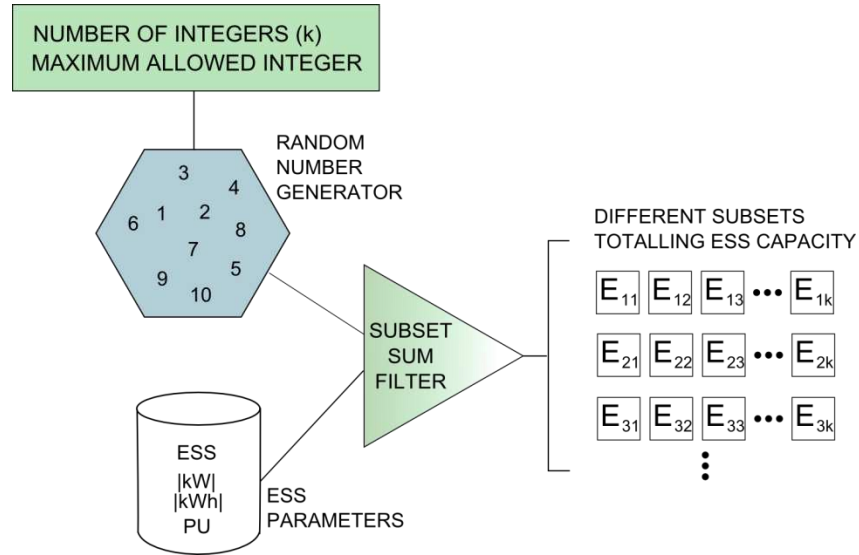 NUMBER OF INTEGERS (k)
MAXIMUM ALLOWED INTEGER
RANDOM
NUMBER
GENERATOR
3
4
1
2
6
8
7
9
5
10
SUBSET
SUM
FILTER
ESS
|kW|
|kWh|
PU
ESS
PARAMETERS
DIFFERENT SUBSETS
TOTALLING ESS CAPACITY
E11 E12 E13 ••• E1k
E21 E22 E23 ••• E2k
E31 E32 E33 ••• E3k